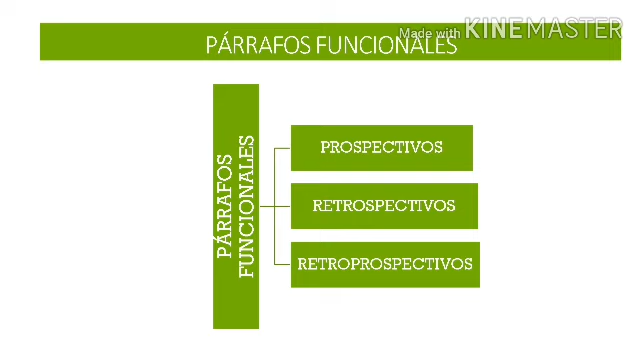 PÁRRAFOS FUNCIONALES
Made with KINEMASTER
PÁRRAFOS
FUNCIONALES
PROSPECTIVOS
RETROSPECTIVOS
RETROPROSPECTIVOS